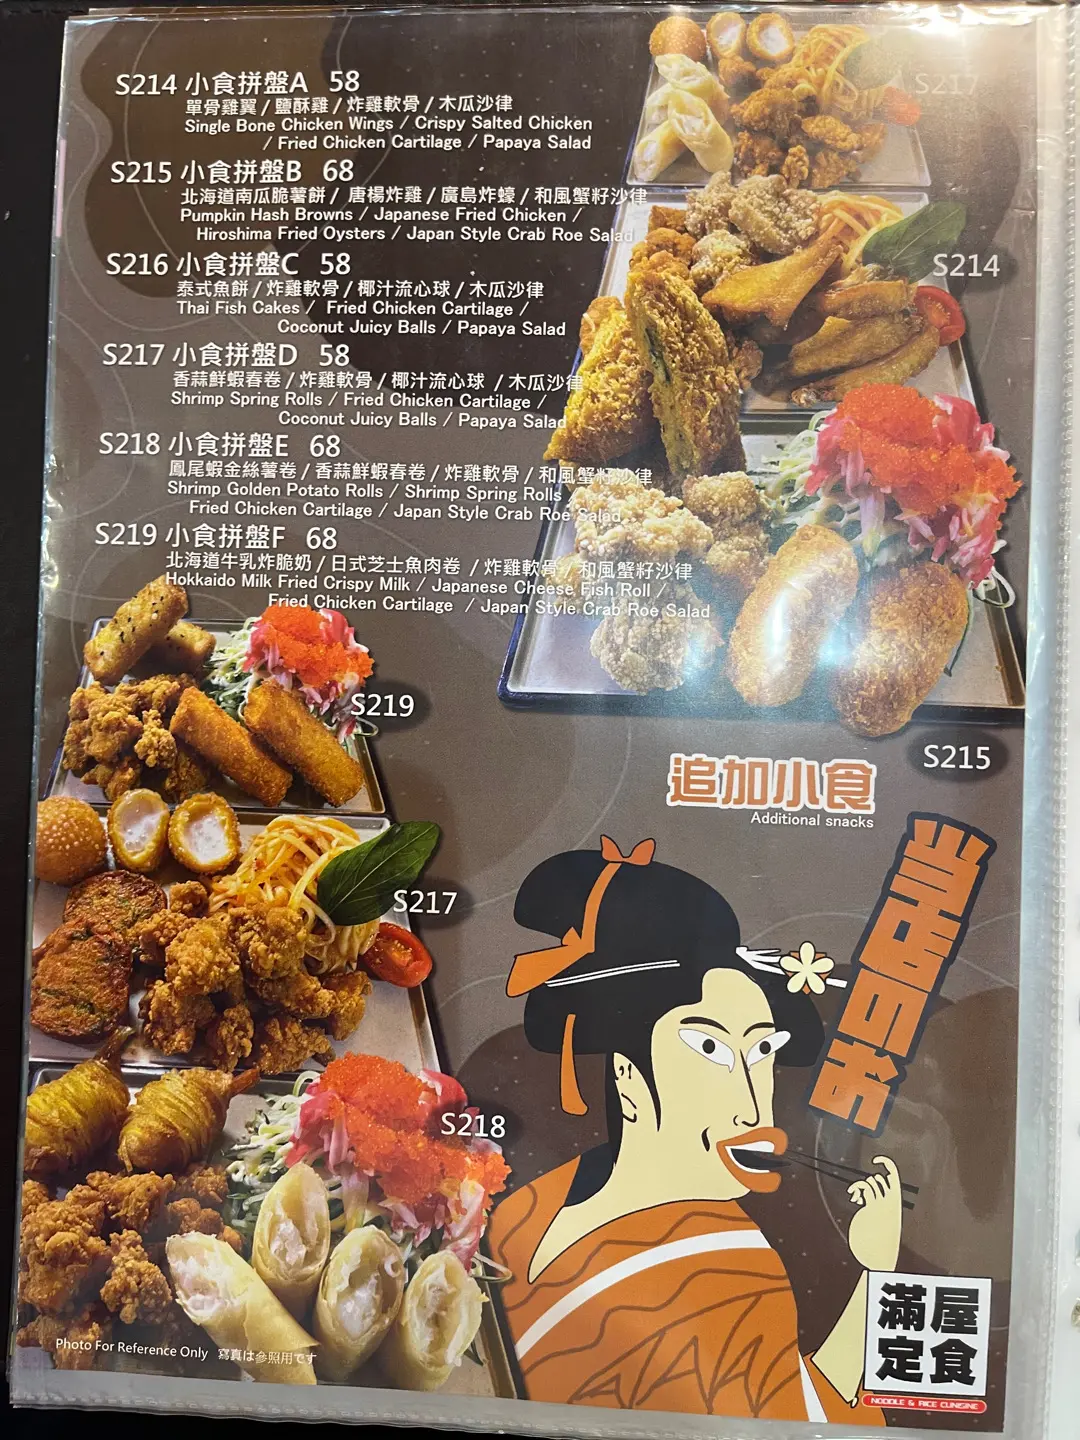 S214 小食拼盤A 58
單骨雞翼 / 鹽酥雞 / 炸雞軟骨 / 木瓜沙律
Single Bone Chicken Wings / Crispy Salted Chicken
/ Fried Chicken Cartilage / Papaya Salad
S215 小食拼盤B 68
北海道南瓜脆薯餅 / 唐楊炸雞 / 廣島炸蠔 / 和風蟹籽沙律
Pumpkin Hash Browns / Japanese Fried Chicken /
Hiroshima Fried Oysters / Japan Style Crab Roe Salad
S216 小食拼盤C 58
泰式魚餅 / 炸雞軟骨 / 椰汁流心球 / 木瓜沙律
Thai Fish Cakes / Fried Chicken Cartilage /
Coconut Juicy Balls / Papaya Salad
S217 小食拼盤D 58
香蒜鮮蝦春卷 / 炸雞軟骨 / 椰汁流心球 / 木瓜沙律
Shrimp Spring Rolls / Fried Chicken Cartilage /
Coconut Juicy Balls / Papaya Salad
S218 小食拼盤E 68
鳳尾蝦金絲薯卷 / 香蒜鮮蝦春卷 / 炸雞軟骨 / 和風蟹籽沙律
Shrimp Golden Potato Rolls / Shrimp Spring Rolls /
Fried Chicken Cartilage / Japan Style Crab Roe Salad
S219 小食拼盤F 68
北海道牛乳炸脆奶 / 日式芝士魚肉卷 / 炸雞軟骨 / 和風蟹籽沙律
Hokkaido Milk Fried Crispy Milk / Japanese Cheese Fish Roll /
Fried Chicken Cartilage / Japan Style Crab Roe Salad
S217
S214
S215
S219
S217
S218
追加小食
Additional snacks
当店のお
滿屋
定食
NOODLE & RICE CUNISINE
Photo For Reference Only 寫真は參照用です